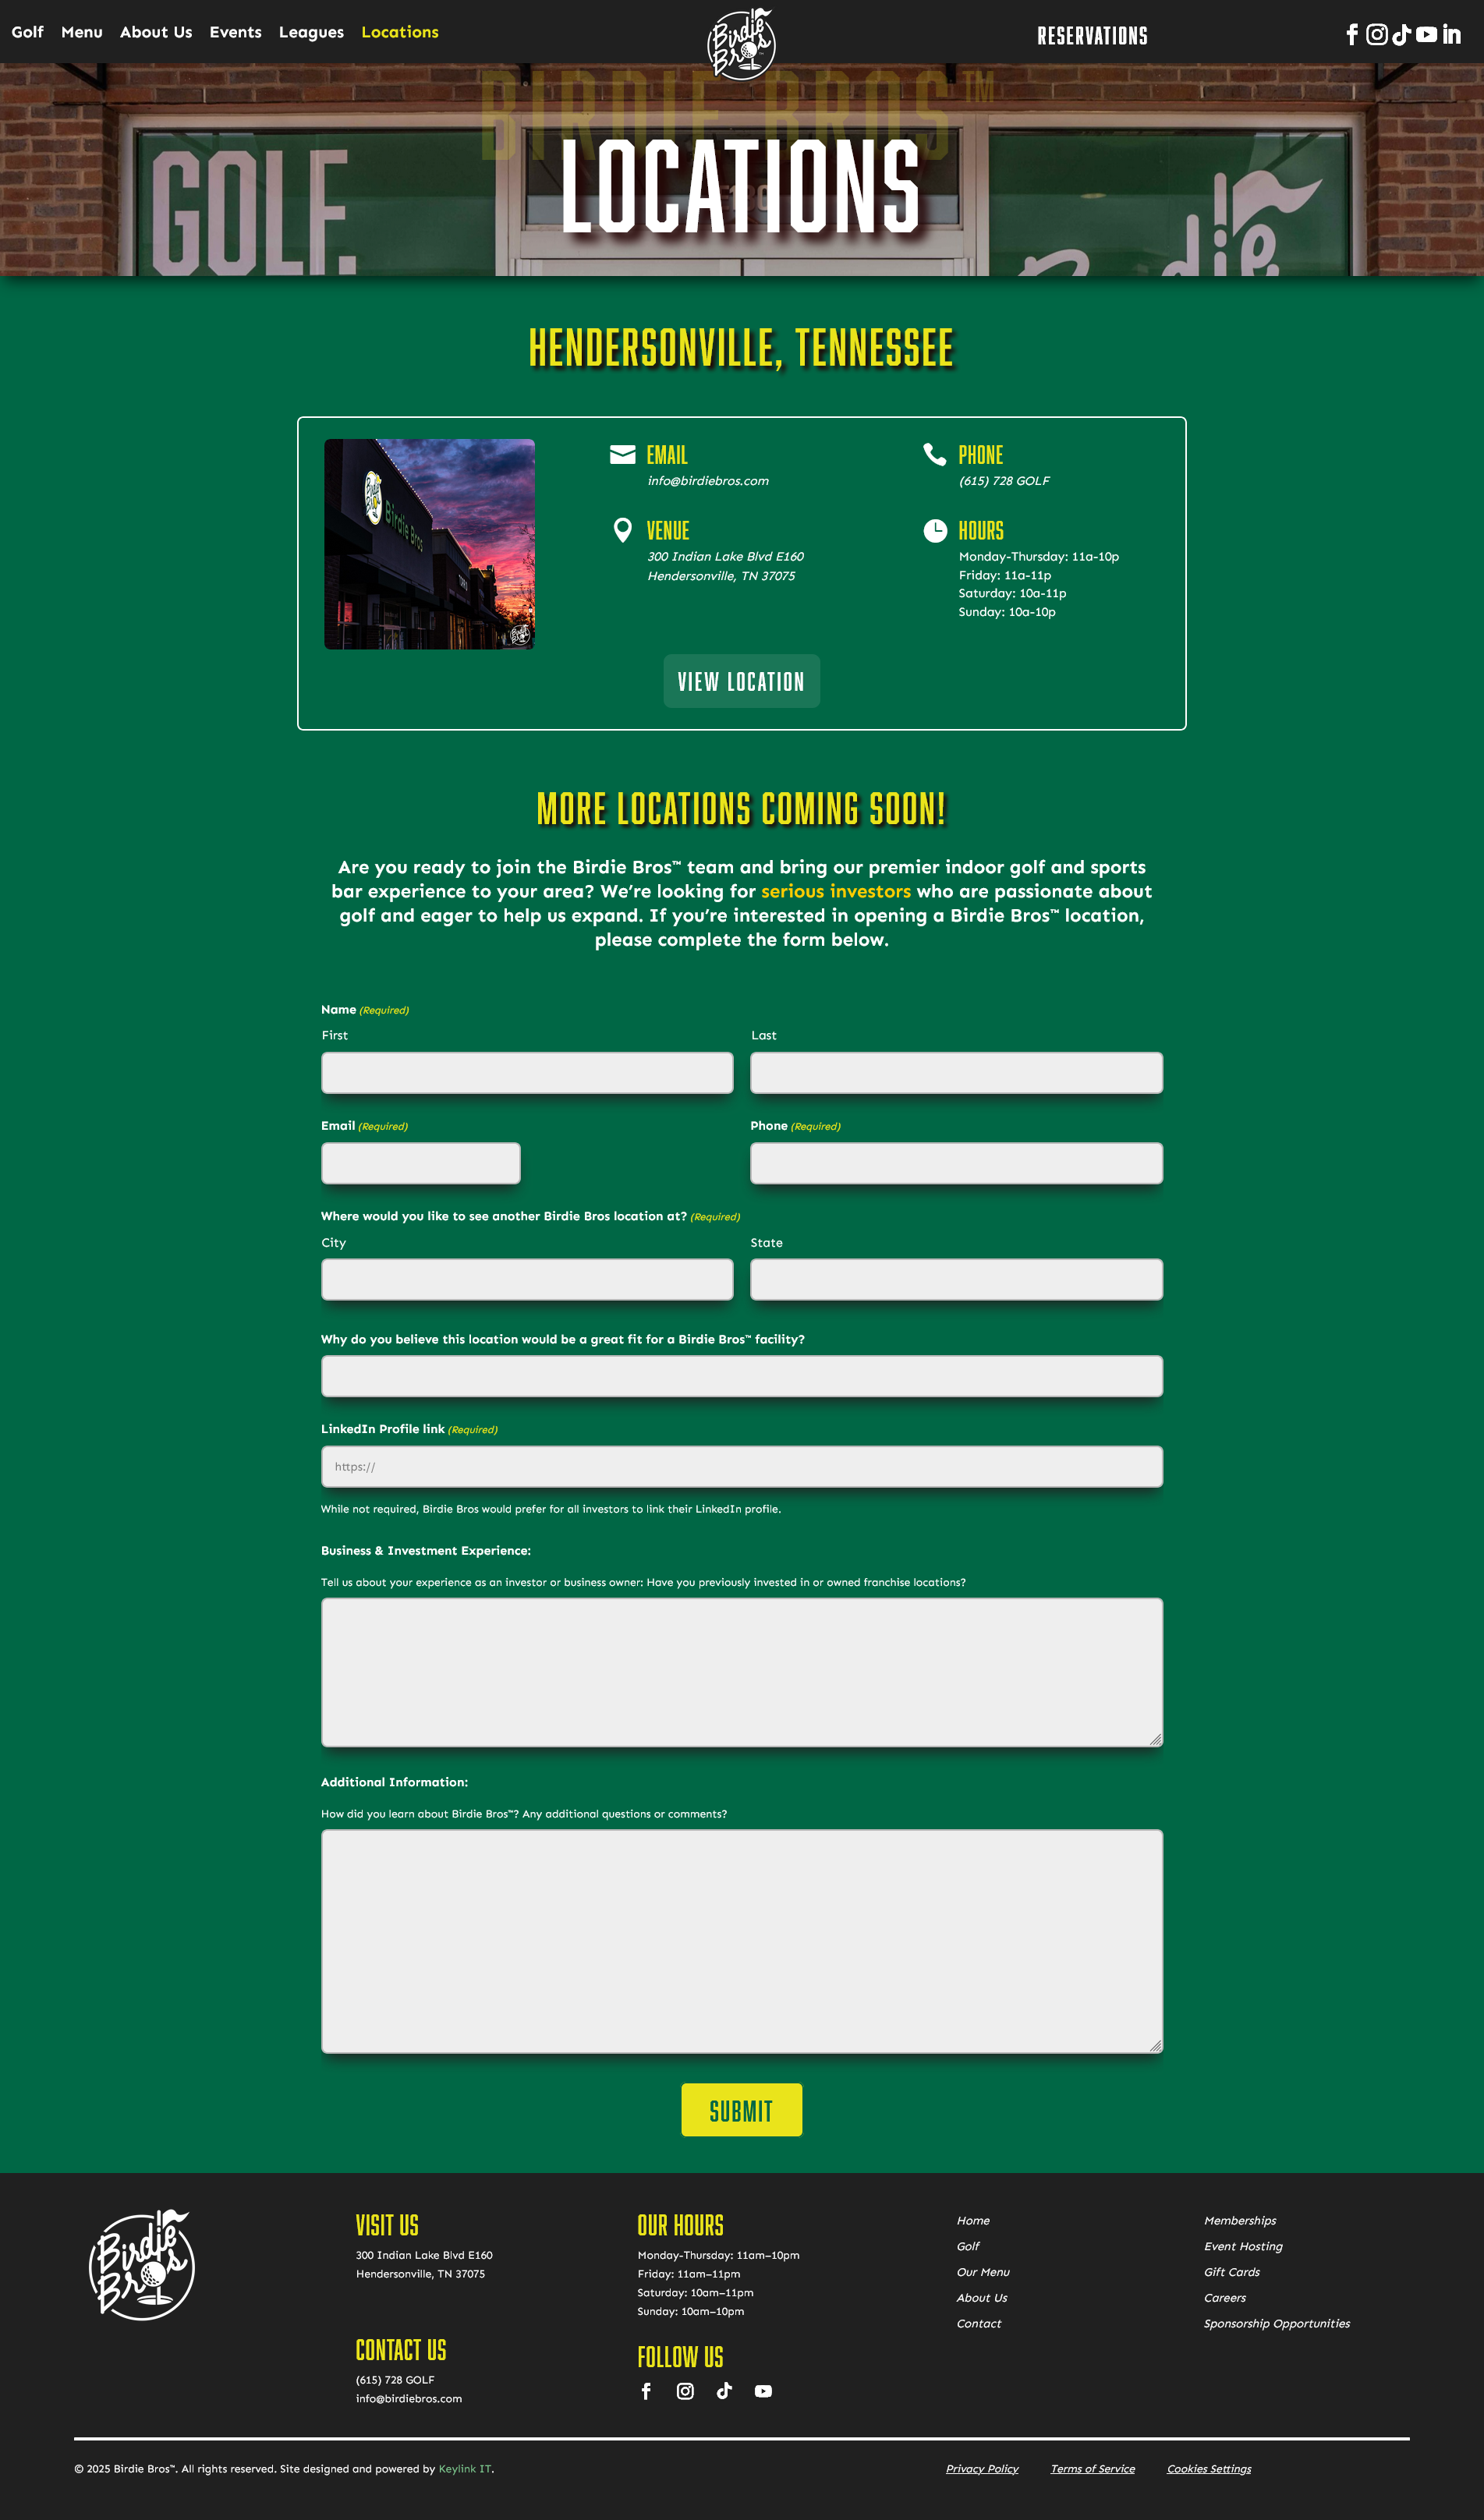 Golf Menu About Us Events Leagues Locations
Birdie Bros
RESERVATIONS
BIRDIE BROS™
LOCATIONS
GOLF.
HENDERSONVILLE, TENNESSEE
Birdie Bros
EMAIL
info@birdiebros.com
PHONE
(615) 728 GOLF
VENUE
300 Indian Lake Blvd E160
Hendersonville, TN 37075
HOURS
Monday-Thursday: 11a-10p
Friday: 11a-11p
Saturday: 10a-11p
Sunday: 10a-10p
VIEW LOCATION
MORE LOCATIONS COMING SOON!
Are you ready to join the Birdie Bros™ team and bring our premier indoor golf and sports
bar experience to your area? We’re looking for serious investors who are passionate about
golf and eager to help us expand. If you’re interested in opening a Birdie Bros™ location,
please complete the form below.
Name (Required)
First
Last
Email (Required)
Phone (Required)
Where would you like to see another Birdie Bros location at? (Required)
City
State
Why do you believe this location would be a great fit for a Birdie Bros™ facility?
LinkedIn Profile link (Required)
https://
While not required, Birdie Bros would prefer for all investors to link their LinkedIn profile.
Business & Investment Experience:
Tell us about your experience as an investor or business owner: Have you previously invested in or owned franchise locations?
Additional Information:
How did you learn about Birdie Bros™? Any additional questions or comments?
SUBMIT
Birdie Bros
VISIT US
300 Indian Lake Blvd E160
Hendersonville, TN 37075
CONTACT US
(615) 728 GOLF
info@birdiebros.com
OUR HOURS
Monday-Thursday: 11am–10pm
Friday: 11am–11pm
Saturday: 10am–11pm
Sunday: 10am–10pm
FOLLOW US
Home
Golf
Our Menu
About Us
Contact
Memberships
Event Hosting
Gift Cards
Careers
Sponsorship Opportunities
© 2025 Birdie Bros™. All rights reserved. Site designed and powered by Keylink IT.
Privacy Policy Terms of Service Cookies Settings